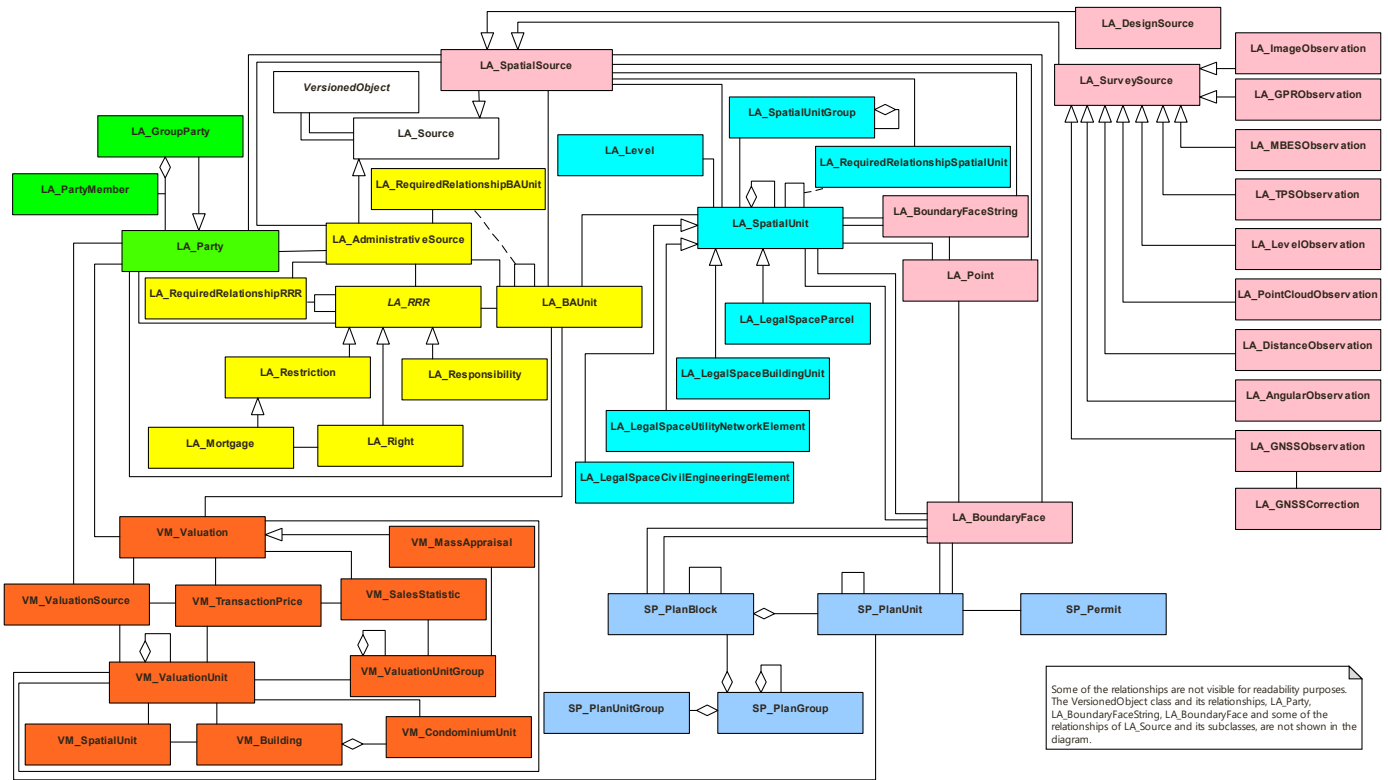 LA_DesignSource
LA_ImageObservation
LA_SpatialSource
LA_SurveySource
VersionedObject
LA_GPRObservation
LA_SpatialUnitGroup
LA_GroupParty
LA_Source
LA_Level
LA_MBESObservation
LA_RequiredRelationshipSpatialUnit
LA_PartyMember
LA_RequiredRelationshipBAUnit
LA_TPSObservation
LA_BoundaryFaceString
LA_SpatialUnit
LA_Party
LA_AdministrativeSource
LA_LevelObservation
LA_Point
LA_RequiredRelationshipRRR
LA_RRR
LA_BAUnit
LA_PointCloudObservation
LA_LegalSpaceParcel
LA_DistanceObservation
LA_Restriction
LA_Responsibility
LA_LegalSpaceBuildingUnit
LA_AngularObservation
LA_LegalSpaceUtilityNetworkElement
LA_Mortgage
LA_Right
LA_GNSSObservation
LA_LegalSpaceCivilEngineeringElement
LA_GNSSCorrection
LA_BoundaryFace
VM_Valuation
VM_MassAppraisal
VM_ValuationSource
VM_TransactionPrice
VM_SalesStatistic
SP_PlanBlock
SP_PlanUnit
SP_Permit
VM_ValuationUnit
VM_ValuationUnitGroup
SP_PlanUnitGroup
SP_PlanGroup
VM_SpatialUnit
VM_Building
VM_CondominiumUnit
Some of the relationships are not visible for readability purposes.
The VersionedObject class and its relationships, LA_Party,
LA_BoundaryFaceString, LA_BoundaryFace and some of the
relationships of LA_Source and its subclasses, are not shown in the
diagram.